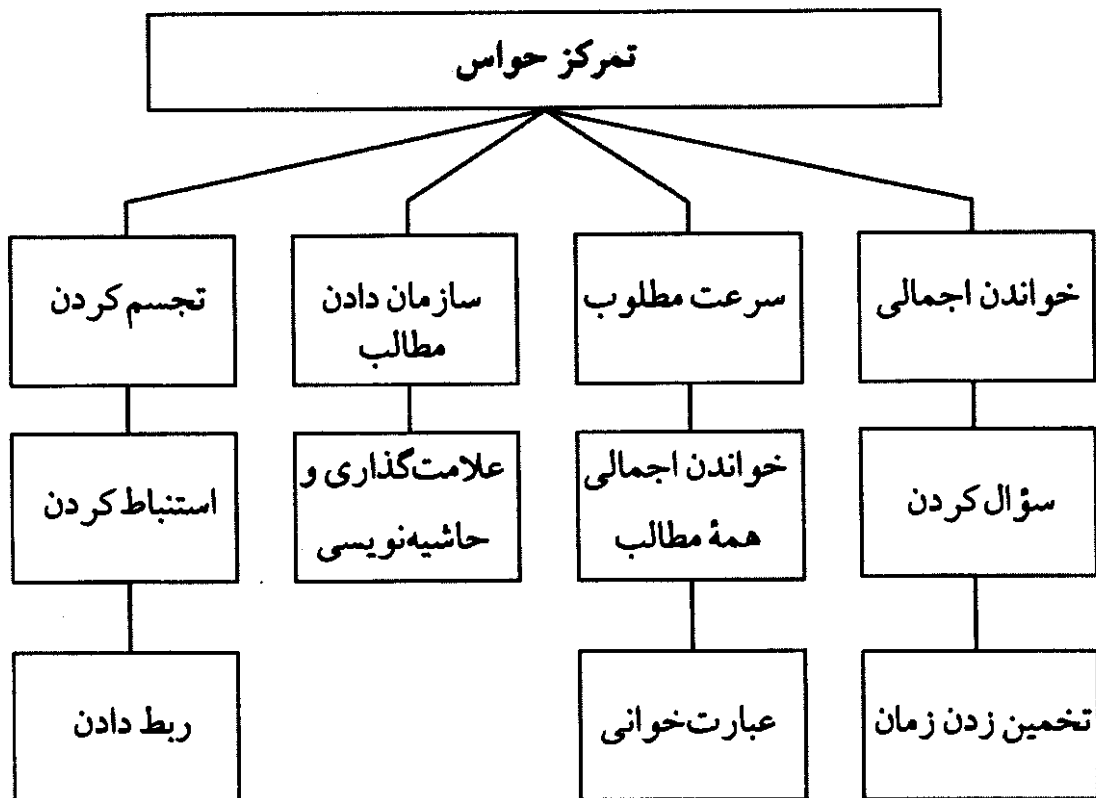 تمرکز حواس
خواندن اجمالی
سرعت مطلوب
سازمان دادن
مطالب
تجسم کردن
سؤال کردن
خواندن اجمالی
همۀ مطالب
علامت‌گذاری و
حاشیه‌نویسی
استنباط کردن
تخمین زدن زمان
عبارت‌خوانی
ربط دادن